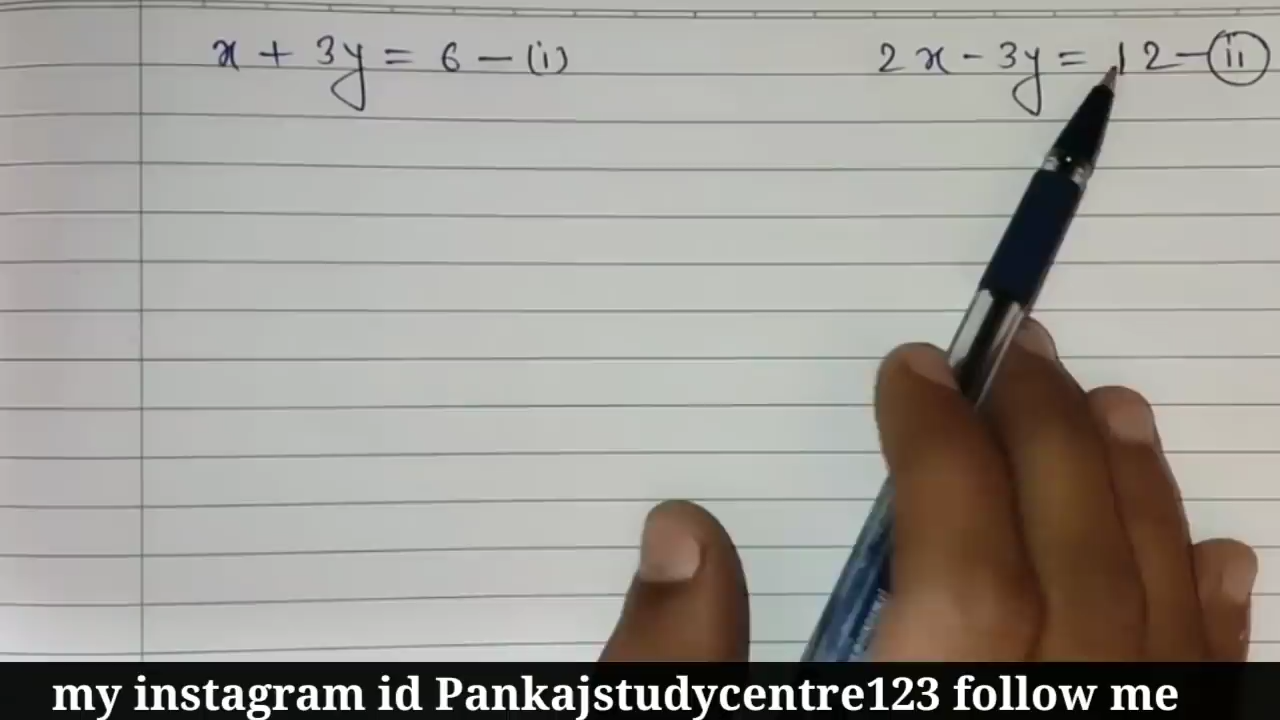 x + 3y = 6 — (i)
2x - 3y = 12 — (ii)
my instagram id Pankajstudycentre123 follow me